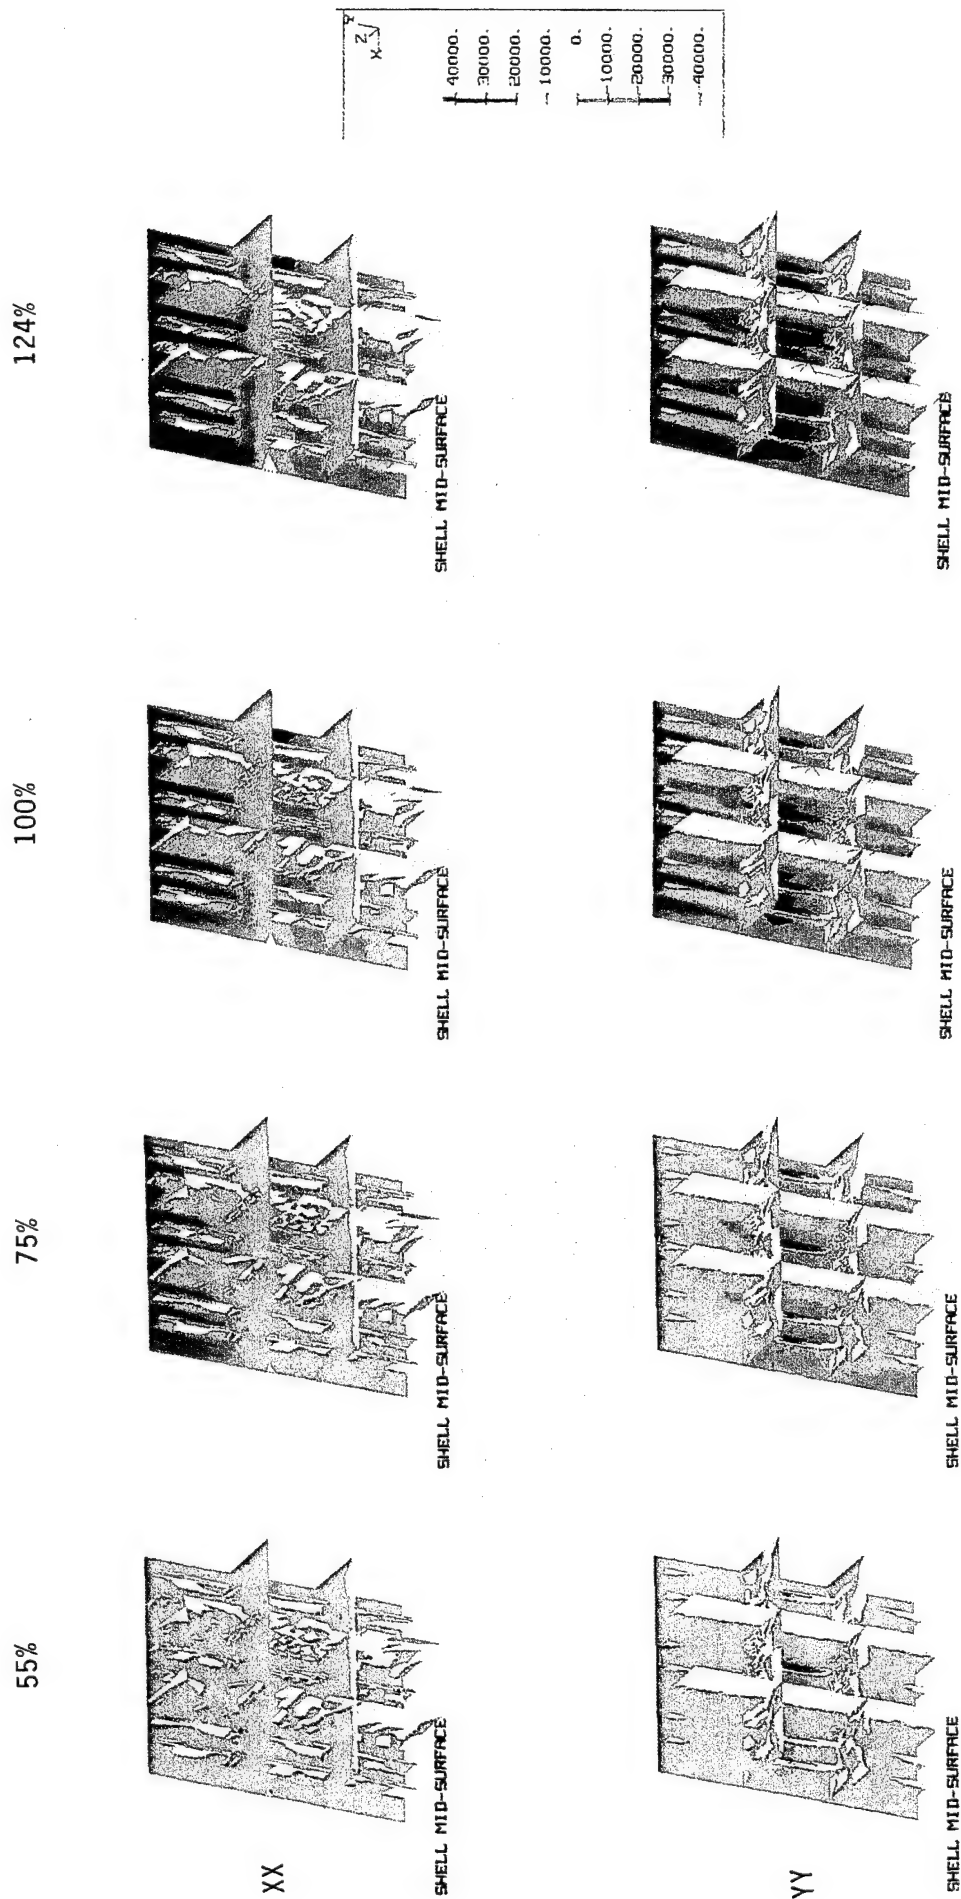 55%
75%
100%
124%
XX
SHELL MID-SURFACE
SHELL MID-SURFACE
SHELL MID-SURFACE
SHELL MID-SURFACE
YY
SHELL MID-SURFACE
SHELL MID-SURFACE
SHELL MID-SURFACE
SHELL MID-SURFACE
Z
X
40000.
30000.
20000.
10000.
0.
-10000.
-20000.
-30000.
-40000.